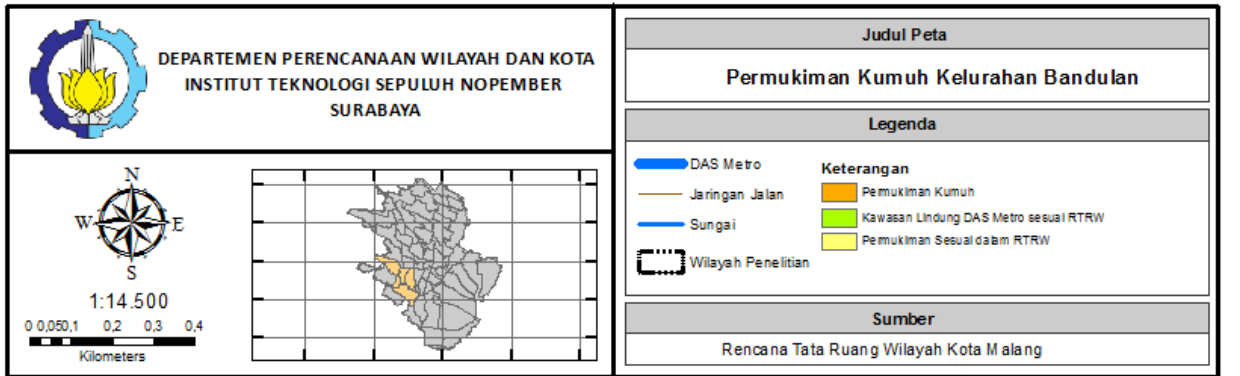 DEPARTEMEN PERENCANAAN WILAYAH DAN KOTA
INSTITUT TEKNOLOGI SEPULUH NOPEMBER
SURABAYA
N
W
E
S
1:14.500
0 0,050,1 0,2 0,3 0,4
Kilometers
Judul Peta
Permukiman Kumuh Kelurahan Bandulan
Legenda
DAS Metro
Jaringan Jalan
Sungai
Wilayah Penelitian
Keterangan
Permukiman Kumuh
Kawasan Lindung DAS Metro sesuai RTRW
Permukiman Sesuai dalam RTRW
Sumber
Rencana Tata Ruang Wilayah Kota Malang